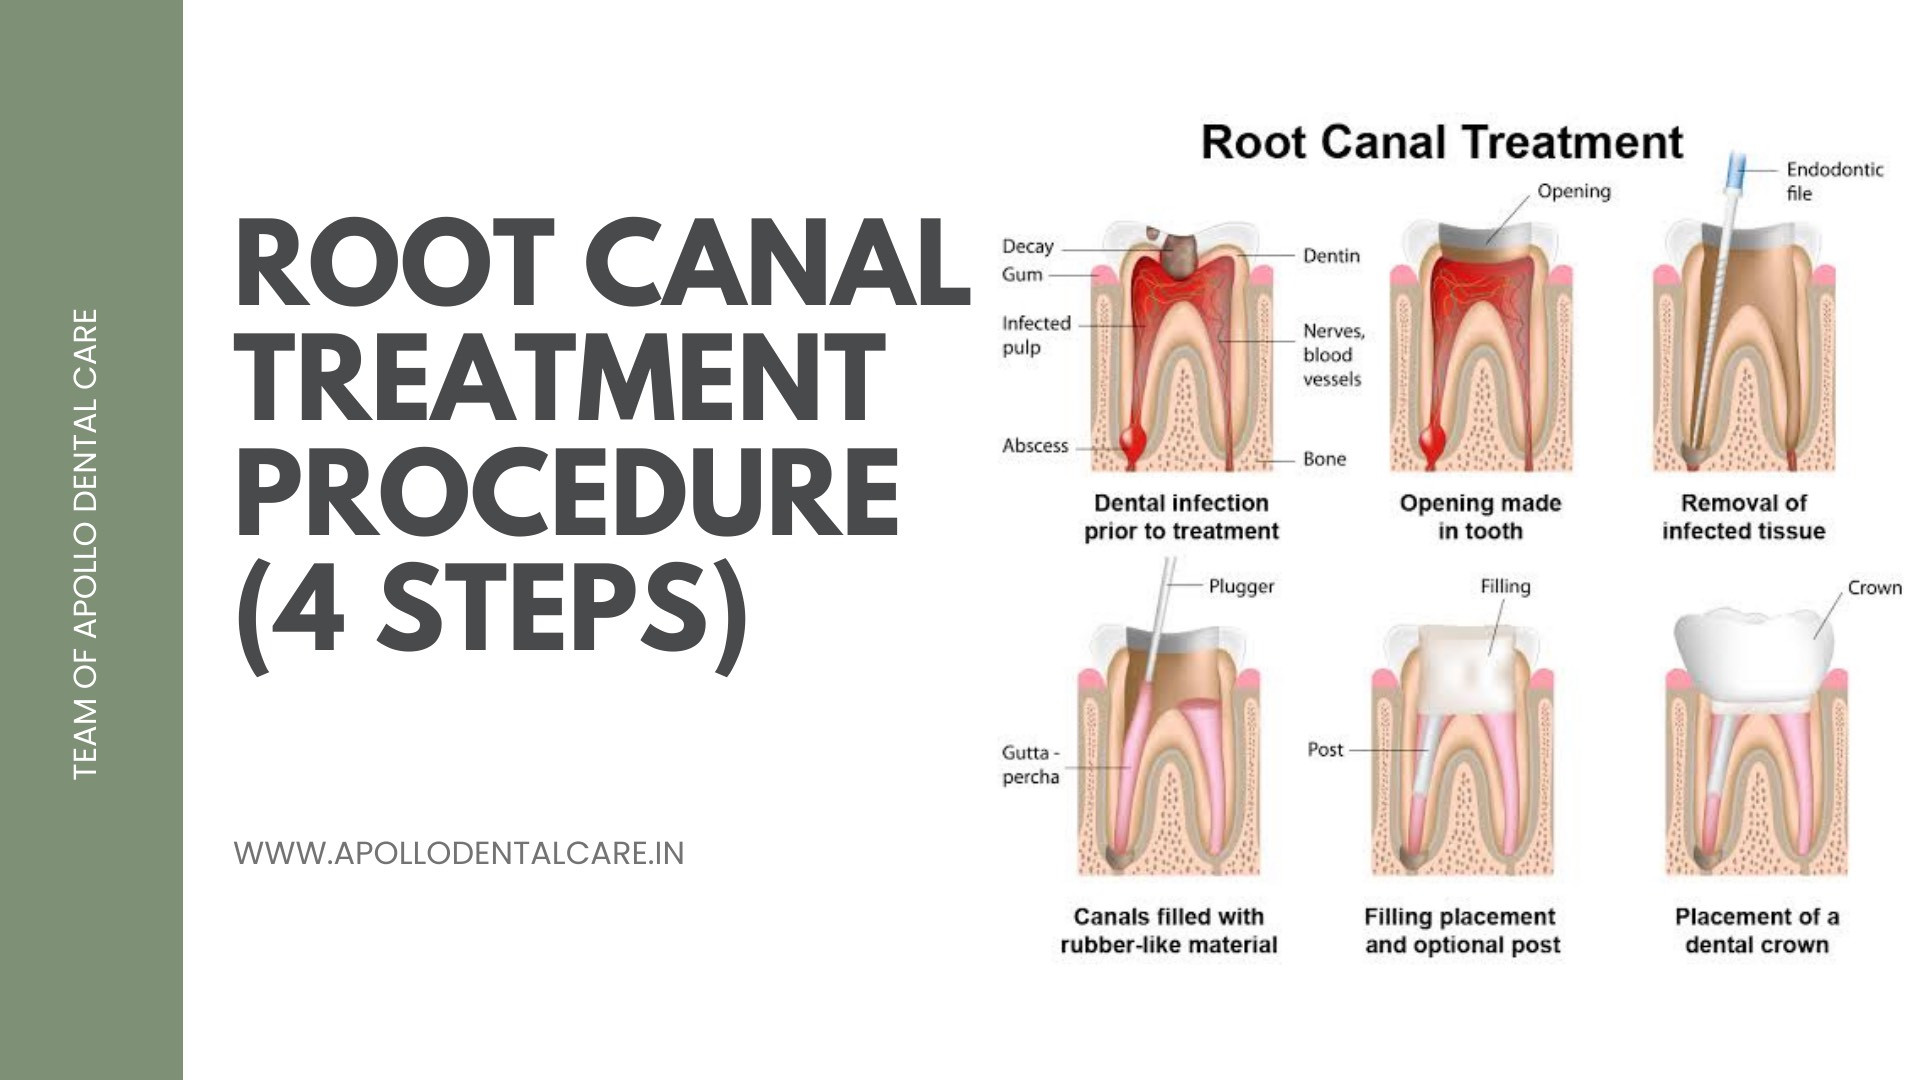 TEAM OF APOLLO DENTAL CARE
ROOT CANAL
TREATMENT
PROCEDURE
(4 STEPS)
WWW.APOLLODENTALCARE.IN
Root Canal Treatment
Decay
Gum
Infected
pulp
Abscess
Dentin
Nerves,
blood
vessels
Bone
Dental infection
prior to treatment
Opening
Opening made
in tooth
Endodontic
file
Removal of
infected tissue
Plugger
Gutta -
percha
Canals filled with
rubber-like material
Filling
Post
Filling placement
and optional post
Crown
Placement of a
dental crown